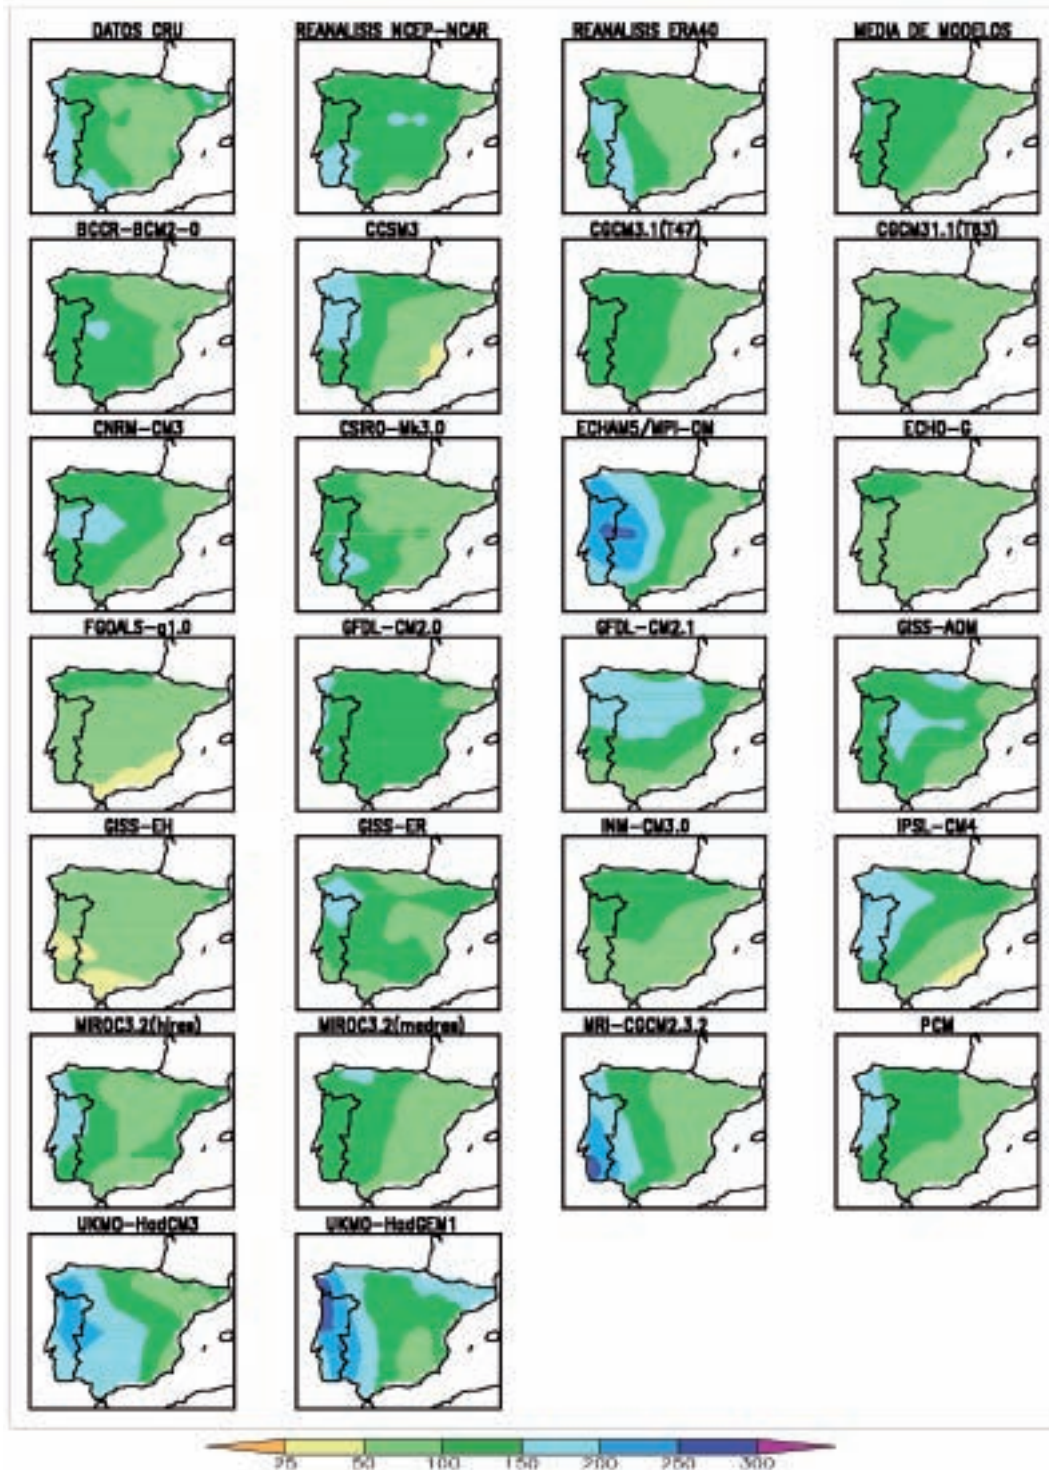 DATOS CRU
REANALISIS NCEP-NCAR
REANALISIS ERA40
MEDIA DE MODELOS
BCCR-BCM2-0
CCSM3
CGCM3.1(T47)
CGCM31.1(T63)
CNRM-CM3
CSIRO-Mk3.0
ECHAM5/MPI-OM
ECHO-G
FGOALS-g1.0
GFDL-CM2.0
GFDL-CM2.1
GISS-AOM
GISS-EH
GISS-ER
INM-CM3.0
IPSL-CM4
MIROC3.2(hires)
MIROC3.2(medres)
MRI-CGCM2.3.2
PCM
UKMO-HadCM3
UKMO-HadGEM1
25 50 100 150 200 250 300